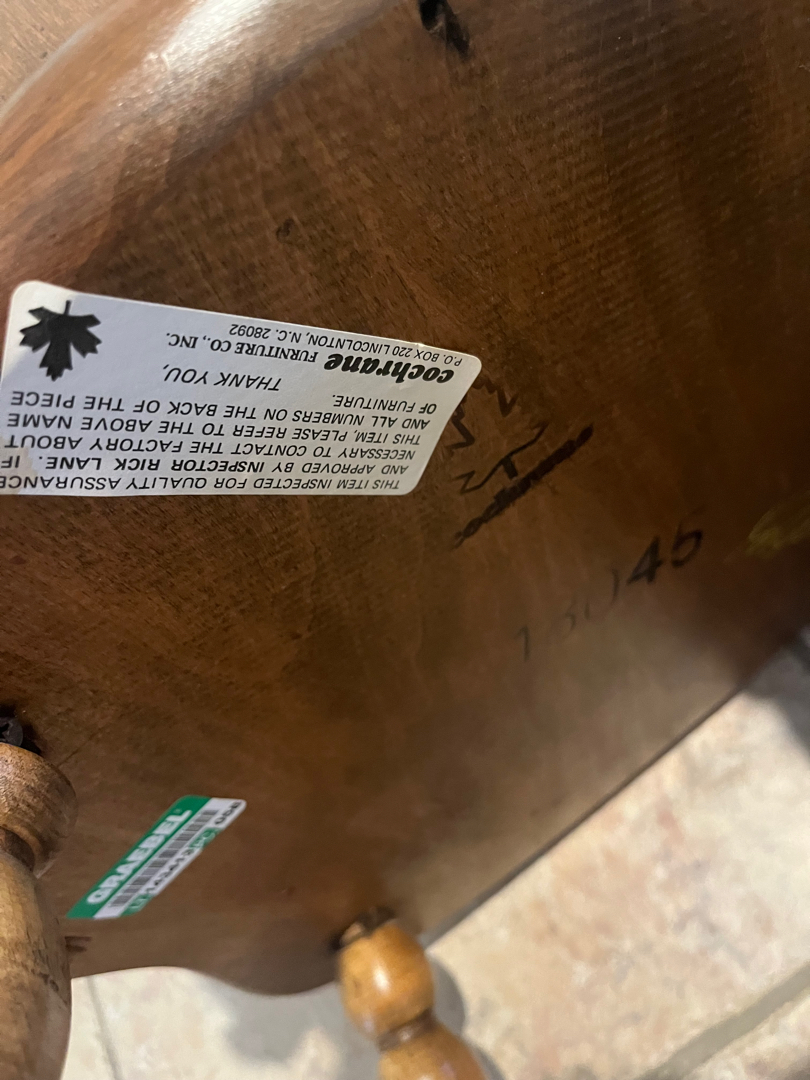 THIS ITEM INSPECTED FOR QUALITY ASSURANCE
AND APPROVED BY INSPECTOR RICK LANE. IF
NECESSARY TO CONTACT THE FACTORY ABOUT
THIS ITEM, PLEASE REFER TO THE ABOVE NAME
AND ALL NUMBERS ON THE BACK OF THE PIECE
OF FURNITURE.
THANK YOU,
cochrane FURNITURE CO., INC.
P.O. BOX 220 LINCOLNTON, N.C. 28092
cochrane
13045
GRAEBEL